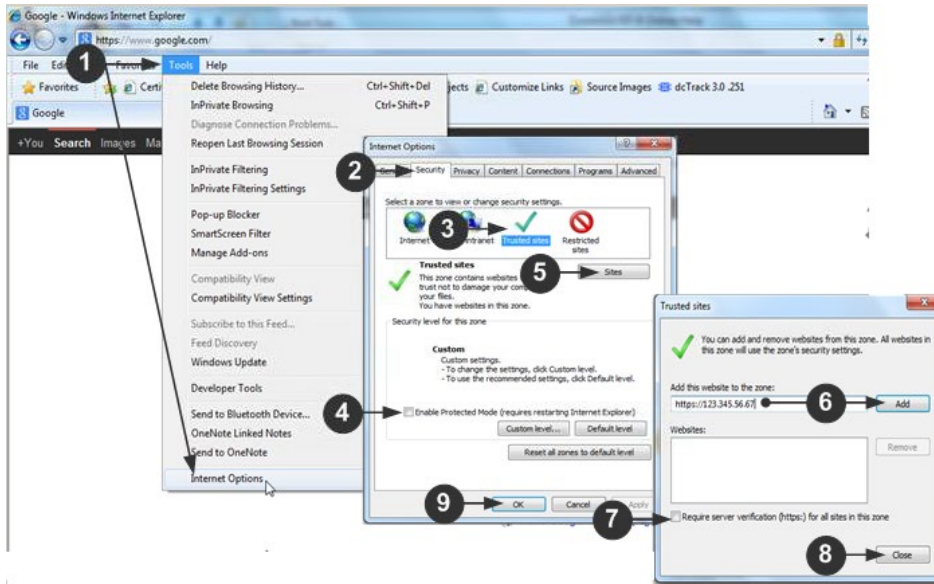 Google - Windows Internet Explorer
https://www.google.com/
File Favor Tools Help
Favorites Certi jects Customize Links Source Images dcTrack 3.0 .251
Google
+You Search Images Ma
1
Delete Browsing History... Ctrl+Shift+Del
InPrivate Browsing Ctrl+Shift+P
Diagnose Connection Problems...
Reopen Last Browsing Session
InPrivate Filtering
InPrivate Filtering Settings
Pop-up Blocker
SmartScreen Filter
Manage Add-ons
Compatibility View
Compatibility View Settings
Subscribe to this Feed...
Feed Discovery
Windows Update
Developer Tools
Send to Bluetooth Device...
OneNote Linked Notes
Send to OneNote
Internet Options
Internet Options
2
Security Privacy Content Connections Programs Advanced
Select a zone to view or change security settings.
3
Internet intranet Trusted sites Restricted
sites
Trusted sites
5
Sites
This zone contains websites
trust not to damage your com
your files.
You have websites in this zone.
Security level for this zone
Custom
Custom settings.
- To change the settings, click Custom level.
- To use the recommended settings, click Default level.
4
Enable Protected Mode (requires restarting Internet Explorer)
Custom level... Default level
Reset all zones to default level
9
OK Cancel Apply
Trusted sites
You can add and remove websites from this zone. All websites in
this zone will use the zone's security settings.
Add this website to the zone:
https://123.345.56.67
6
Add
Websites:
Remove
7
Require server verification (https:) for all sites in this zone
8
Close